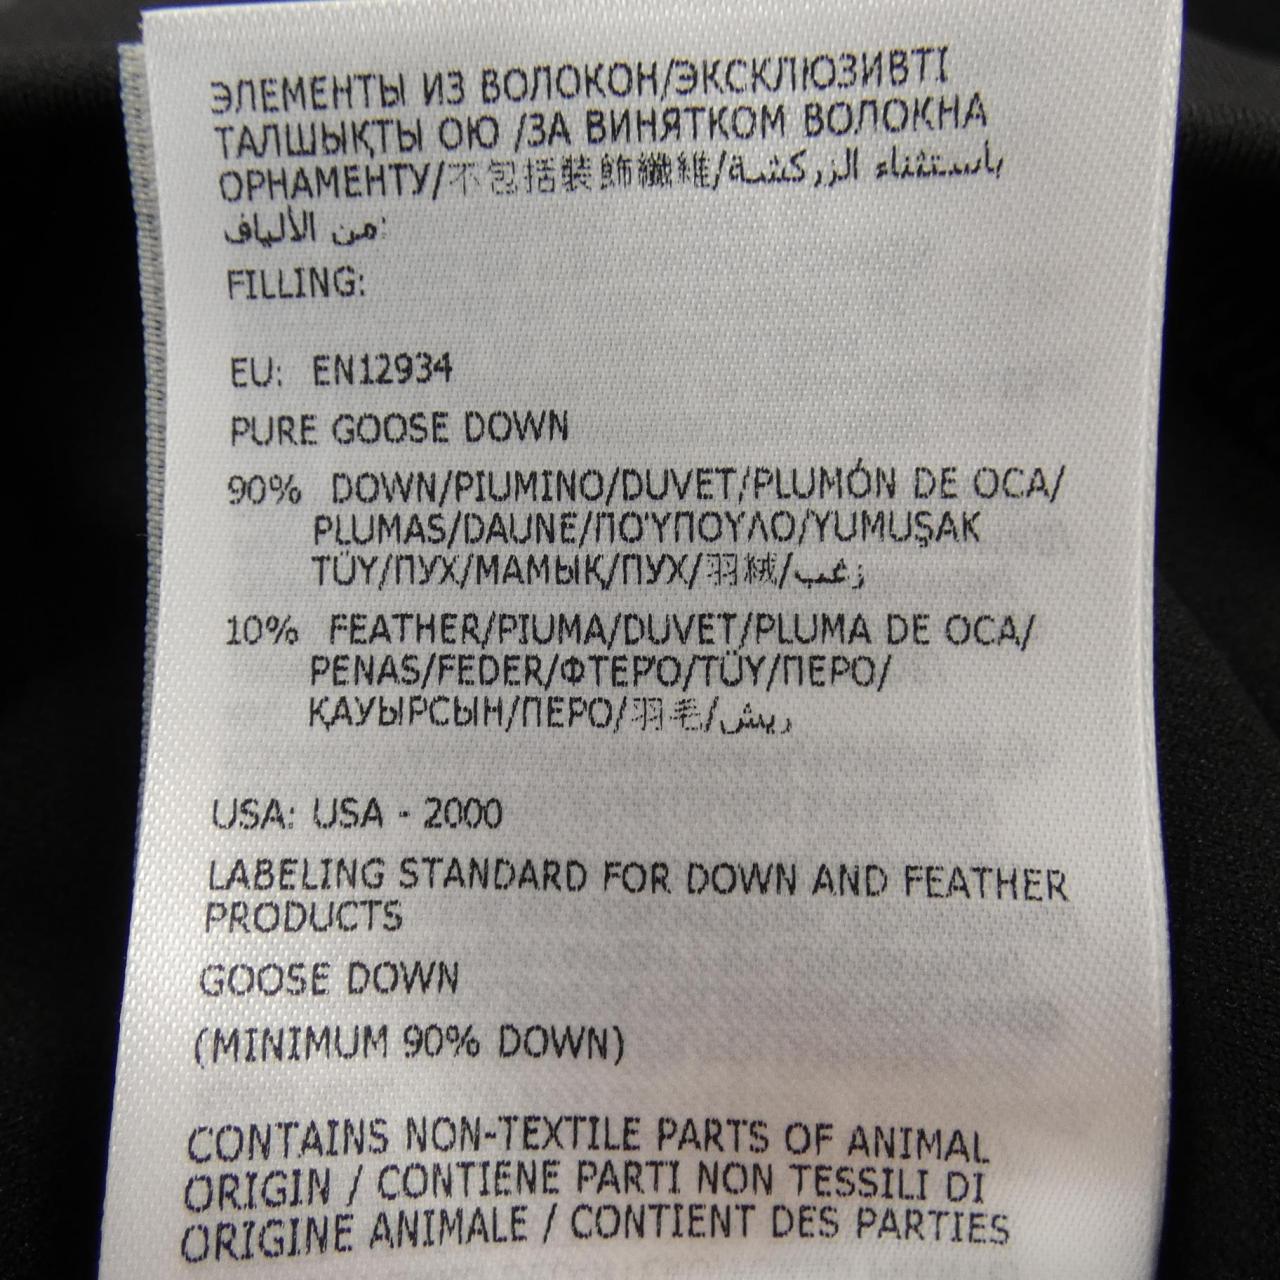 ЭЛЕМЕНТЫ ИЗ ВОЛОКОН/ЭКСКЛЮЗИВТІ
ТАЛШЫҚТЫ ОЮ /ЗА ВИНЯТКОМ ВОЛОКНА
ОРНАМЕНТУ/不包括裝飾纖維/باستثناء الزركشة
من الألياف:
FILLING:
EU: EN12934
PURE GOOSE DOWN
90% DOWN/PIUMINO/DUVET/PLUMÓN DE OCA/
PLUMAS/DAUNE/ΠΟ'ΥΠΟΥΛΟ/YUMUŞAK
TÜY/ПУХ/МАМЫҚ/ПУХ/羽絨/زغب
10% FEATHER/PIUMA/DUVET/PLUMA DE OCA/
PENAS/FEDER/ΦΤΕΡ'Ο/TÜY/ПЕРО/
ҚАУЫРСЫН/ПЕРО/羽毛/ريش
USA: USA - 2000
LABELING STANDARD FOR DOWN AND FEATHER
PRODUCTS
GOOSE DOWN
(MINIMUM 90% DOWN)
CONTAINS NON-TEXTILE PARTS OF ANIMAL
ORIGIN / CONTIENE PARTI NON TESSILI DI
ORIGINE ANIMALE / CONTIENT DES PARTIES